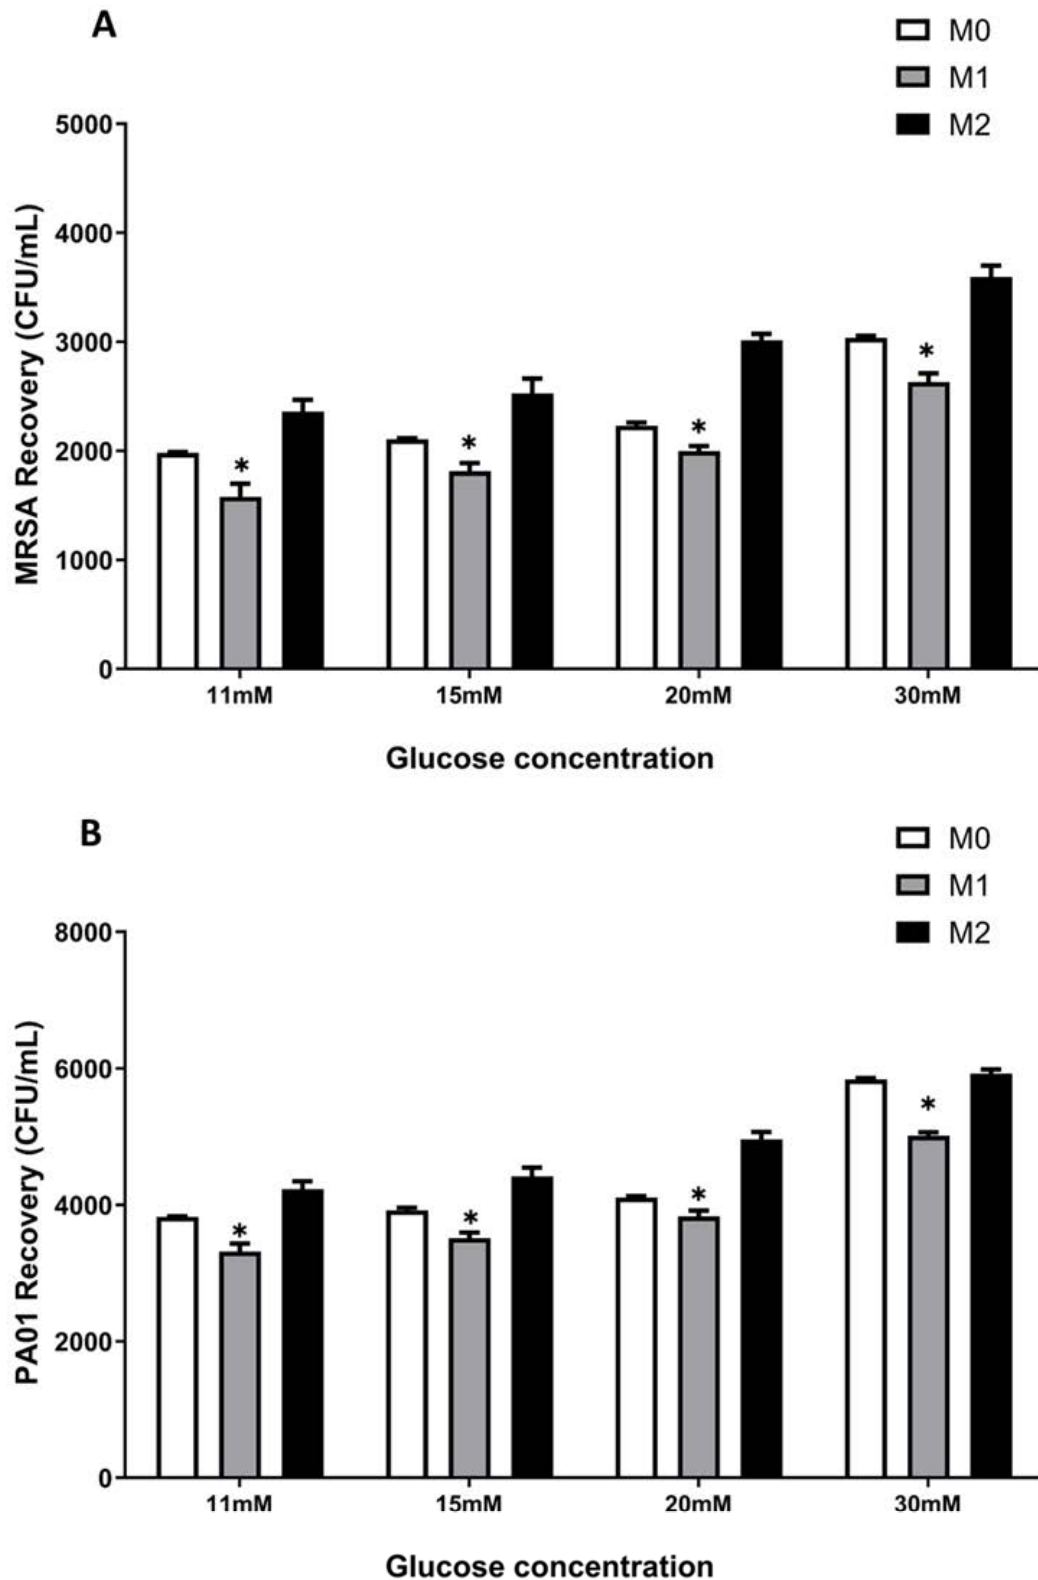 A
M0
M1
M2
MRSA Recovery (CFU/mL)
5000
4000
3000
2000
1000
0
*
*
*
*
11mM
15mM
20mM
30mM
Glucose concentration
B
M0
M1
M2
PA01 Recovery (CFU/mL)
8000
6000
4000
2000
0
*
*
*
*
11mM
15mM
20mM
30mM
Glucose concentration